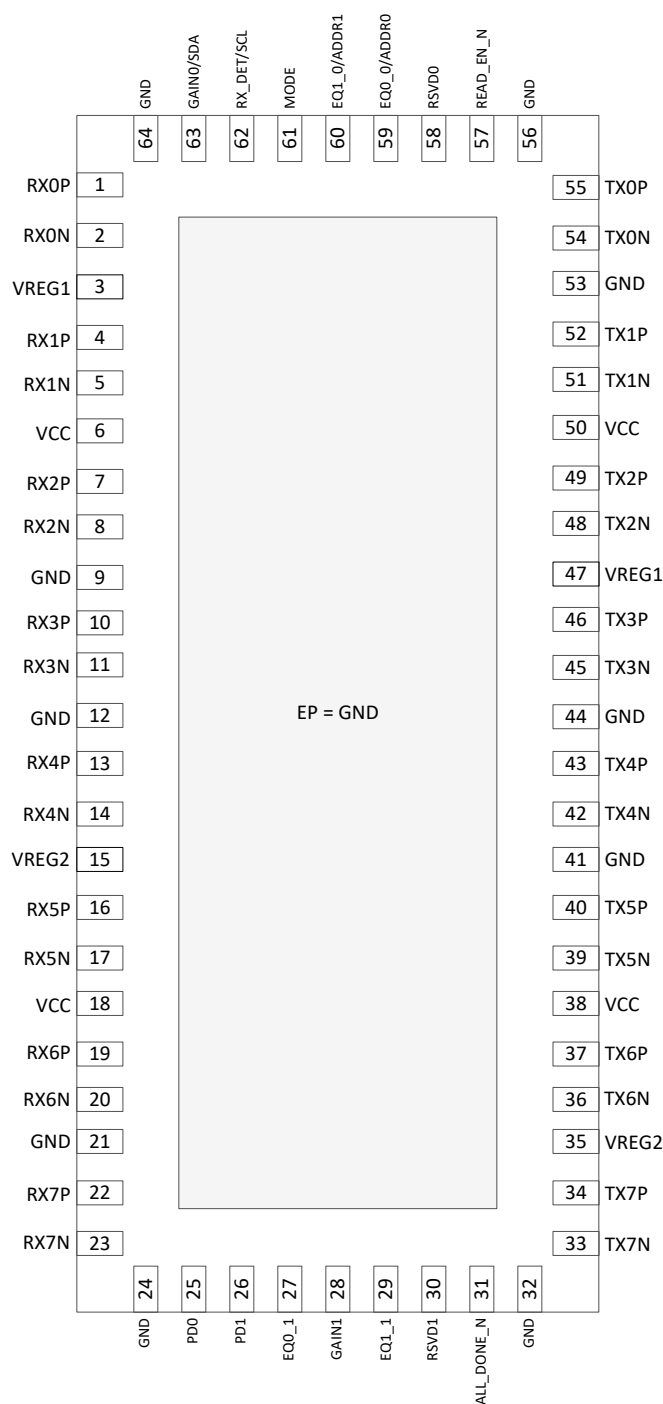 GND
GAIN0/SDA
RX_DET/SCL
MODE
EQ1_0/ADDR1
EQ0_0/ADDR0
RSVD0
READ_EN_N
GND
64
63
62
61
60
59
58
57
56
RX0P 1
RX0N 2
VREG1 3
RX1P 4
RX1N 5
VCC 6
RX2P 7
RX2N 8
GND 9
RX3P 10
RX3N 11
GND 12
RX4P 13
RX4N 14
VREG2 15
RX5P 16
RX5N 17
VCC 18
RX6P 19
RX6N 20
GND 21
RX7P 22
RX7N 23
EP = GND
55 TX0P
54 TX0N
53 GND
52 TX1P
51 TX1N
50 VCC
49 TX2P
48 TX2N
47 VREG1
46 TX3P
45 TX3N
44 GND
43 TX4P
42 TX4N
41 GND
40 TX5P
39 TX5N
38 VCC
37 TX6P
36 TX6N
35 VREG2
34 TX7P
33 TX7N
24
25
26
27
28
29
30
31
32
GND
PD0
PD1
EQ0_1
GAIN1
EQ1_1
RSVD1
ALL_DONE_N
GND